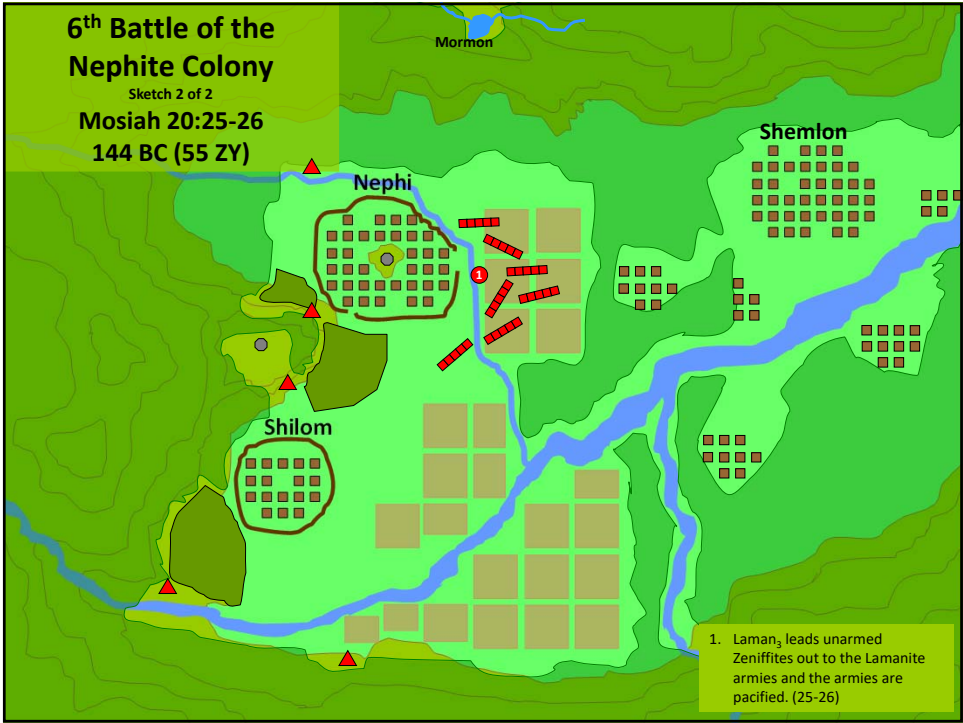 6th Battle of the
Nephite Colony
Sketch 2 of 2
Mosiah 20:25-26
144 BC (55 ZY)
Mormon
Shemlon
Nephi
1
Shilom
1. Laman3 leads unarmed
Zeniffites out to the Lamanite
armies and the armies are
pacified. (25-26)